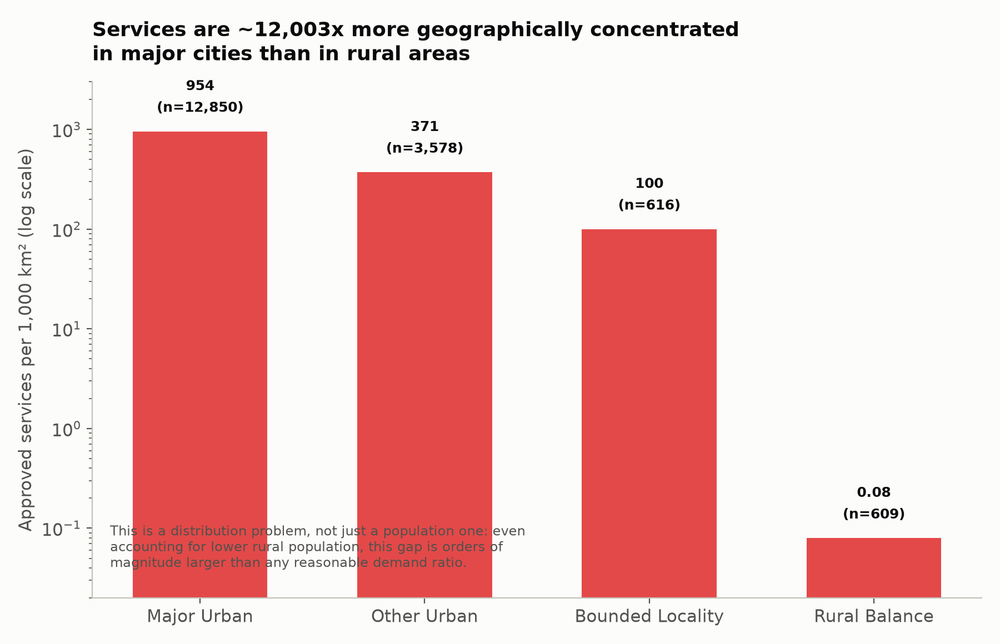 Services are ~12,003x more geographically concentrated
in major cities than in rural areas
Approved services per 1,000 km² (log scale)
10³
10²
10¹
10⁰
10⁻¹
954
(n=12,850)
371
(n=3,578)
100
(n=616)
0.08
(n=609)
This is a distribution problem, not just a population one: even
accounting for lower rural population, this gap is orders of
magnitude larger than any reasonable demand ratio.
Major Urban
Other Urban
Bounded Locality
Rural Balance